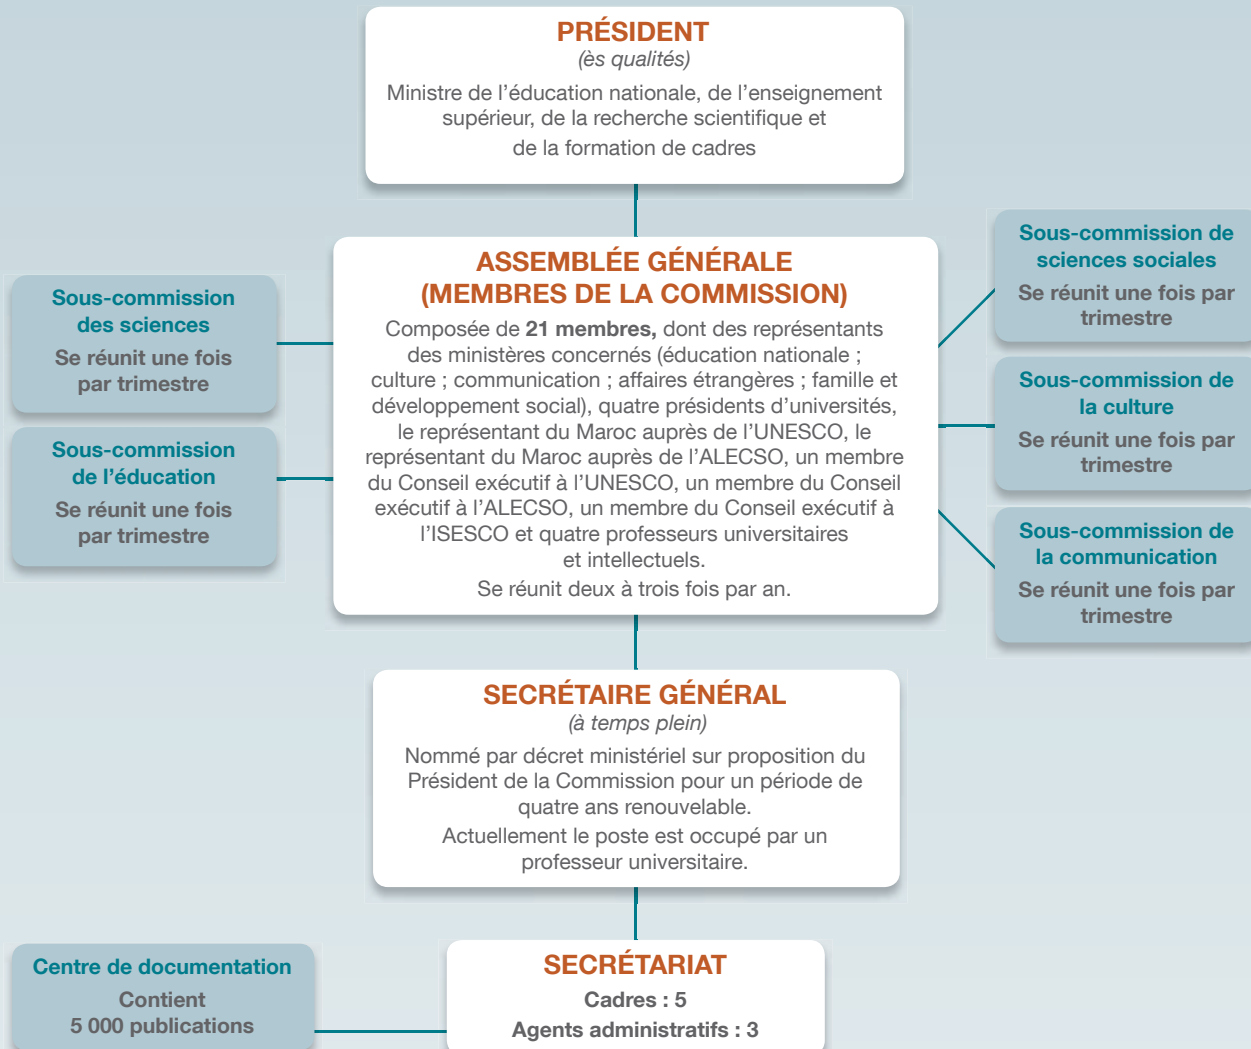 PRÉSIDENT
(ès qualités)
Ministre de l’éducation nationale, de l’enseignement
supérieur, de la recherche scientifique et
de la formation de cadres
ASSEMBLÉE GÉNÉRALE
(MEMBRES DE LA COMMISSION)
Composée de 21 membres, dont des représentants
des ministères concernés (éducation nationale ;
culture ; communication ; affaires étrangères ; famille et
développement social), quatre présidents d’universités,
le représentant du Maroc auprès de l’UNESCO, le
représentant du Maroc auprès de l’ALECSO, un membre
du Conseil exécutif à l’UNESCO, un membre du Conseil
exécutif à l’ALECSO, un membre du Conseil exécutif à
l’ISESCO et quatre professeurs universitaires
et intellectuels.
Se réunit deux à trois fois par an.
Sous-commission
des sciences
Se réunit une fois
par trimestre
Sous-commission
de l’éducation
Se réunit une fois
par trimestre
Sous-commission de
sciences sociales
Se réunit une fois par
trimestre
Sous-commission de
la culture
Se réunit une fois par
trimestre
Sous-commission de
la communication
Se réunit une fois par
trimestre
SECRÉTAIRE GÉNÉRAL
(à temps plein)
Nommé par décret ministériel sur proposition du
Président de la Commission pour un période de
quatre ans renouvelable.
Actuellement le poste est occupé par un
professeur universitaire.
Centre de documentation
Contient
5 000 publications
SECRÉTARIAT
Cadres : 5
Agents administratifs : 3